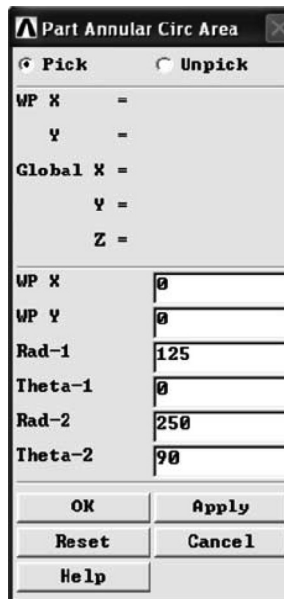 Part Annular Circ Area
Pick Unpick
WP X =
Y =
Global X =
Y =
Z =
WP X 0
WP Y 0
Rad-1 125
Theta-1 0
Rad-2 250
Theta-2 90
OK Apply
Reset Cancel
Help